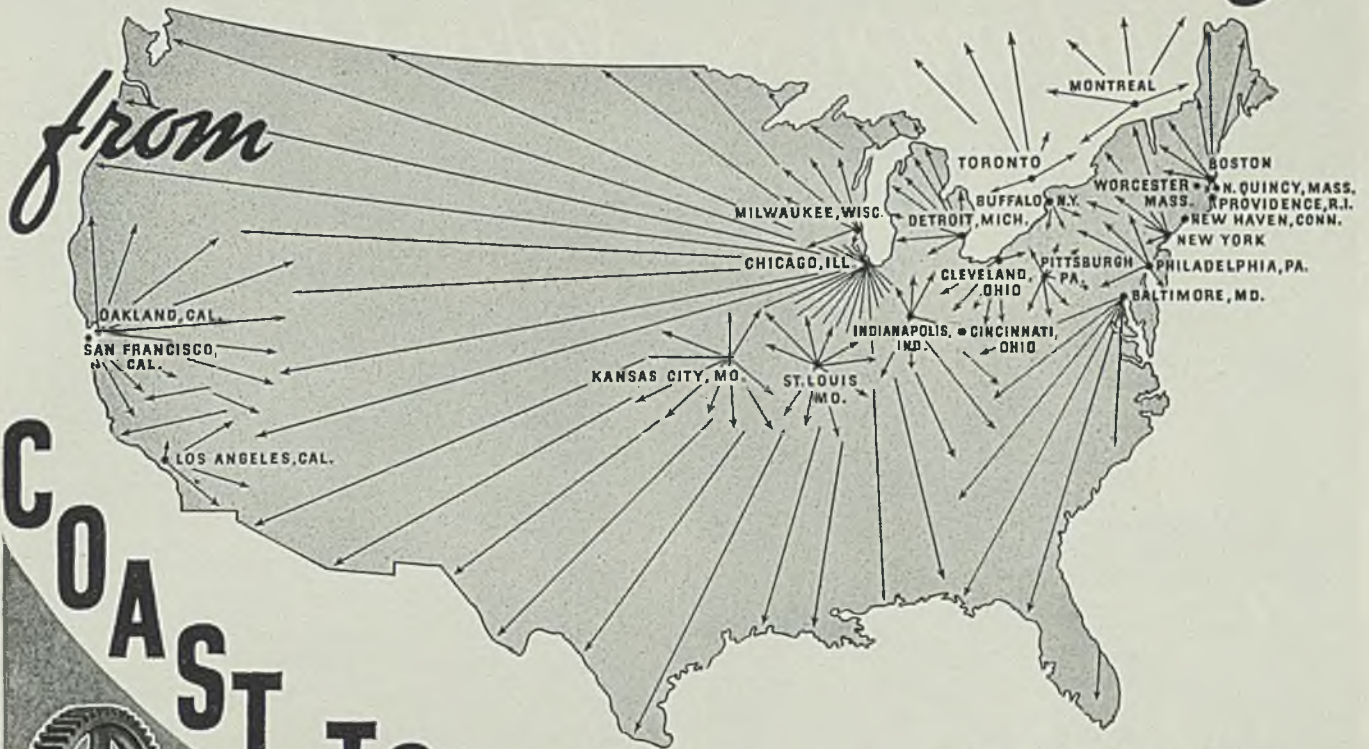 from
MONTREAL
TORONTO
BOSTON
WORCESTER
MASS.
N. QUINCY, MASS.
PROVIDENCE, R.I.
BUFFALO N.Y.
MILWAUKEE, WISC.
DETROIT, MICH.
NEW HAVEN, CONN.
NEW YORK
CHICAGO, ILL.
CLEVELAND,
OHIO
PITTSBURGH
PA.
PHILADELPHIA, PA.
BALTIMORE, MD.
OAKLAND, CAL.
SAN FRANCISCO,
CAL.
INDIANAPOLIS,
IND.
CINCINNATI,
OHIO
KANSAS CITY, MO.
ST. LOUIS
MO.
LOS ANGELES, CAL.
COAST TO